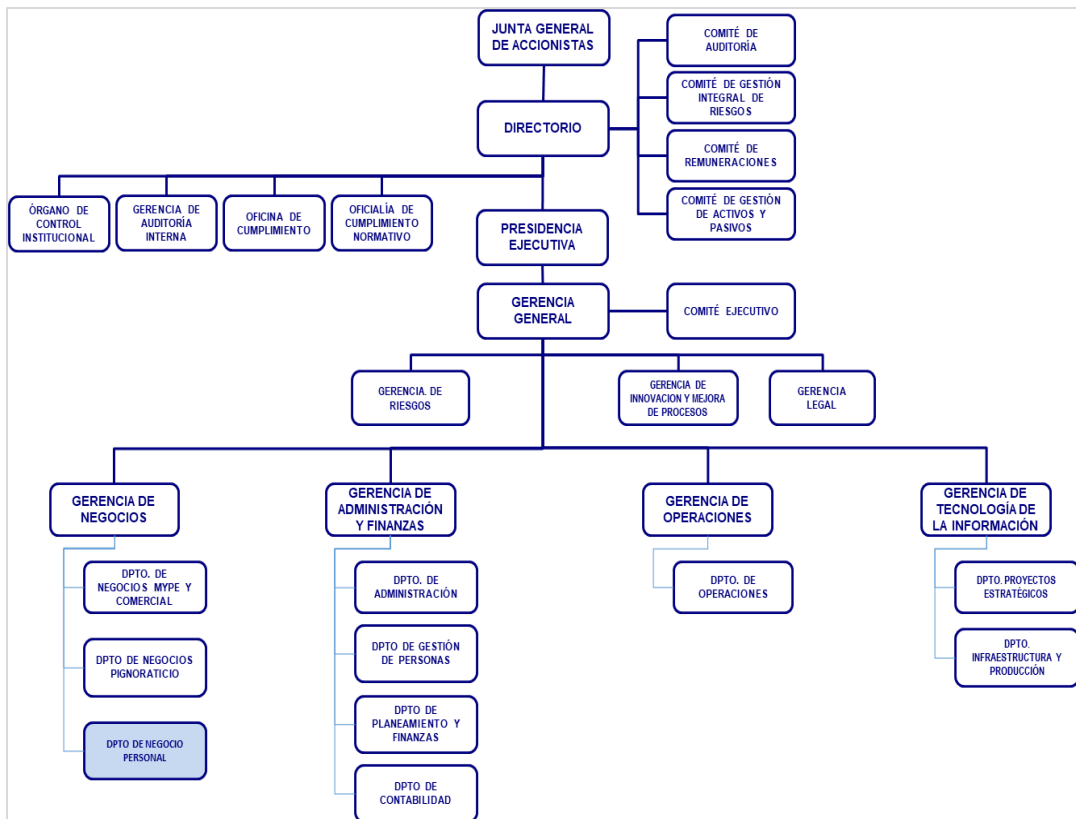 JUNTA GENERAL
DE ACCIONISTAS
COMITÉ DE
AUDITORÍA
COMITÉ DE GESTIÓN
INTEGRAL DE
RIESGOS
DIRECTORIO
COMITÉ DE
REMUNERACIONES
COMITÉ DE GESTIÓN
DE ACTIVOS Y
PASIVOS
ÓRGANO DE
CONTROL
INSTITUCIONAL
GERENCIA DE
AUDITORÍA
INTERNA
OFICINA DE
CUMPLIMIENTO
OFICIALÍA DE
CUMPLIMIENTO
NORMATIVO
PRESIDENCIA
EJECUTIVA
GERENCIA
GENERAL
COMITÉ EJECUTIVO
GERENCIA. DE
RIESGOS
GERENCIA DE
INNOVACION Y MEJORA
DE PROCESOS
GERENCIA
LEGAL
GERENCIA DE
NEGOCIOS
GERENCIA DE
ADMINISTRACIÓN
Y FINANZAS
GERENCIA DE
OPERACIONES
GERENCIA DE
TECNOLOGÍA DE
LA INFORMACIÓN
DPTO. DE
NEGOCIOS MYPE Y
COMERCIAL
DPTO DE NEGOCIOS
PIGNORATICIO
DPTO DE NEGOCIO
PERSONAL
DPTO. DE
ADMINISTRACIÓN
DPTO DE GESTIÓN
DE PERSONAS
DPTO DE
PLANEAMIENTO Y
FINANZAS
DPTO DE
CONTABILIDAD
DPTO. DE
OPERACIONES
DPTO. PROYECTOS
ESTRATÉGICOS
DPTO.
INFRAESTRUCTURA Y
PRODUCCIÓN